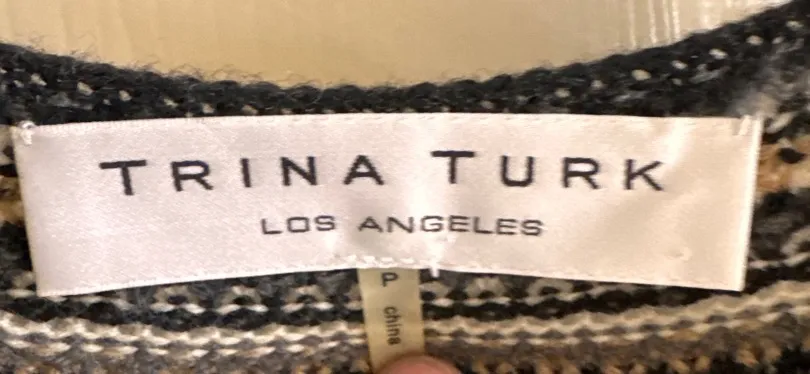 TRINA TURK
LOS ANGELES
P
china